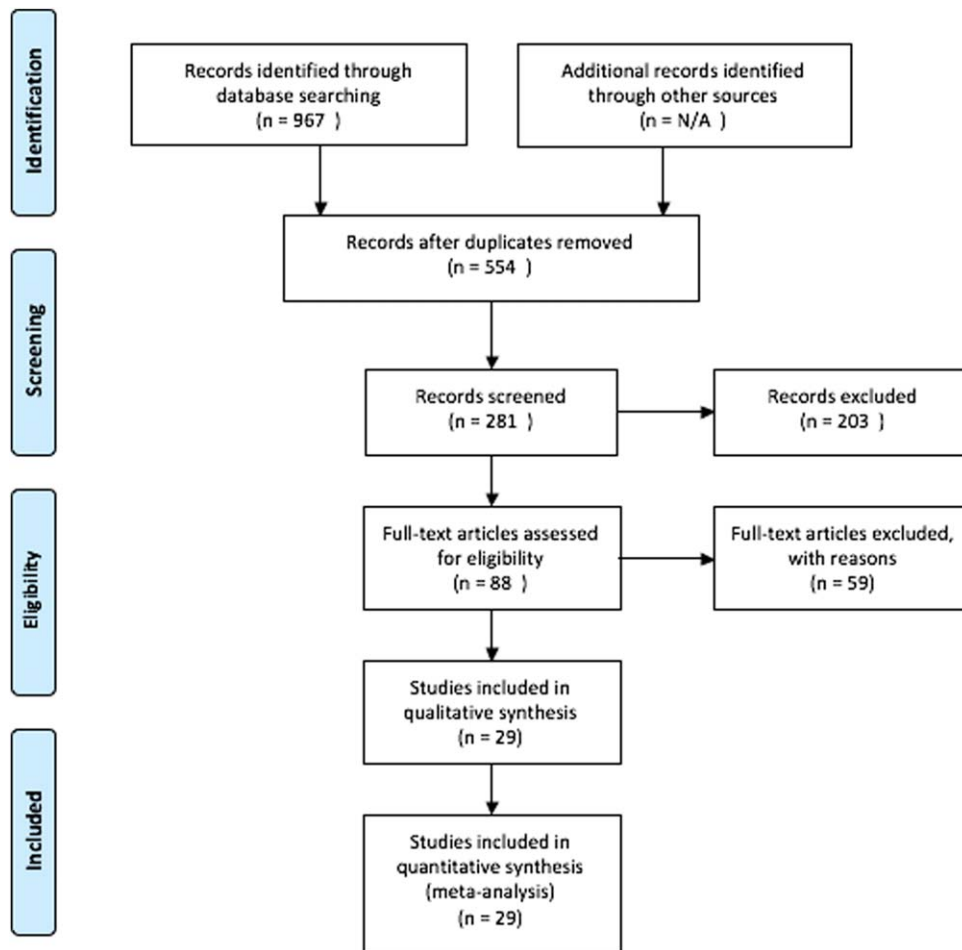 Identification
Records identified through
database searching
(n = 967 )
Additional records identified
through other sources
(n = N/A )
Records after duplicates removed
(n = 554 )
Screening
Records screened
(n = 281 )
Records excluded
(n = 203 )
Eligibility
Full-text articles assessed
for eligibility
(n = 88 )
Full-text articles excluded,
with reasons
(n = 59)
Studies included in
qualitative synthesis
(n = 29)
Included
Studies included in
quantitative synthesis
(meta-analysis)
(n = 29)